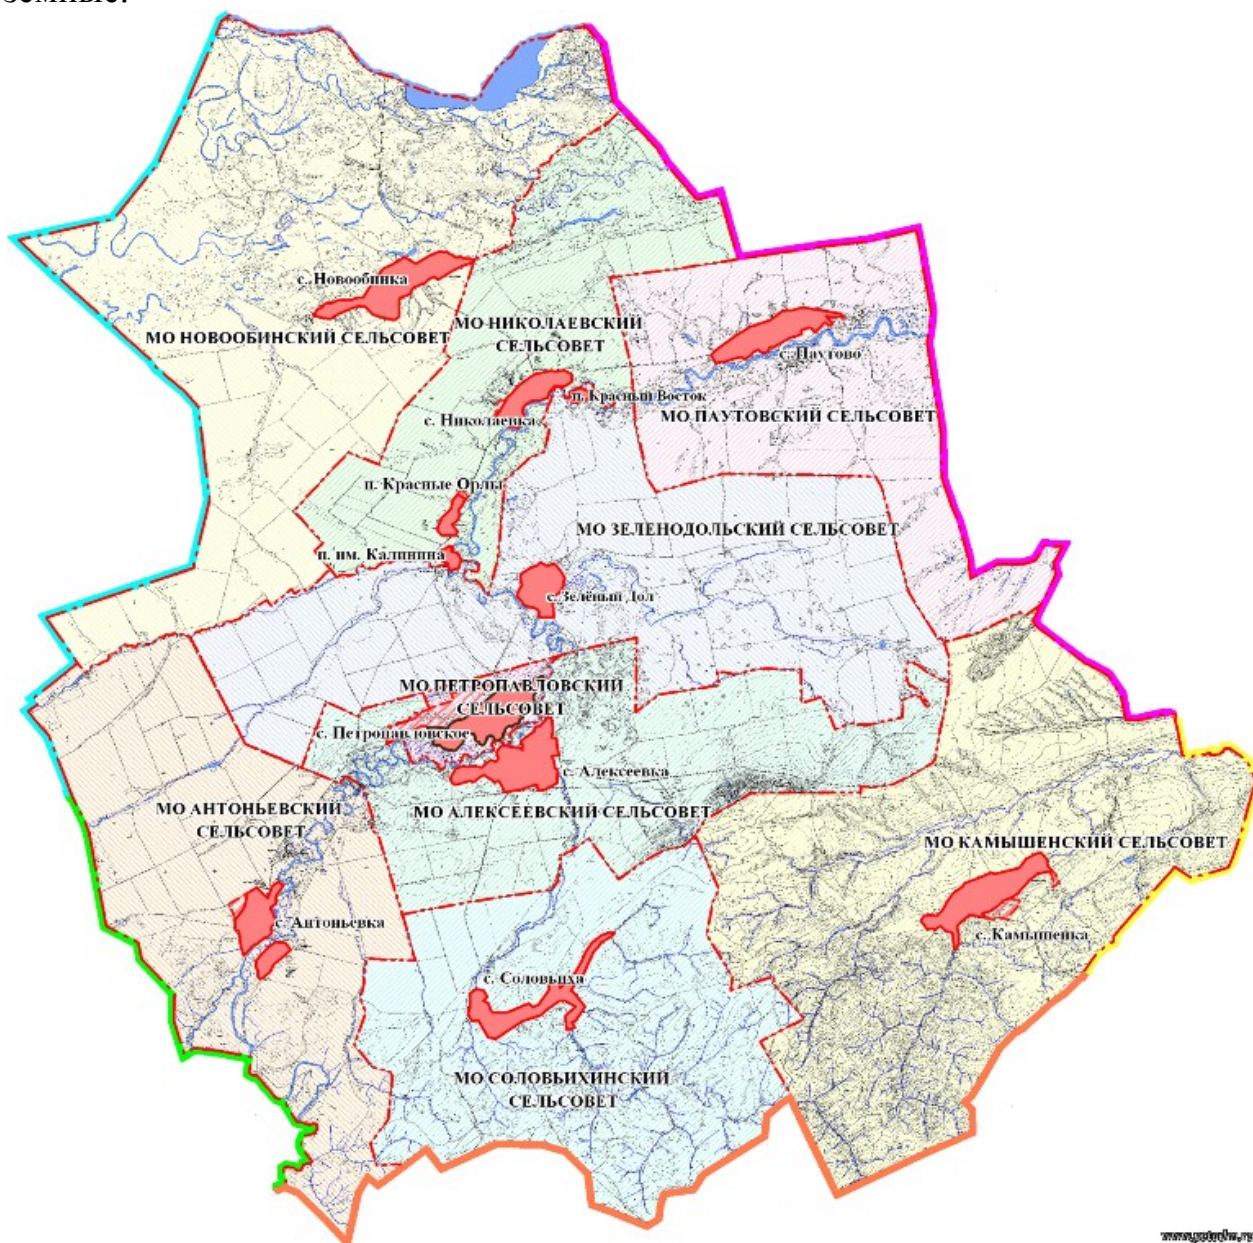 земные.
с. Новообинка
МО НОВООБИНСКИЙ СЕЛЬСОВЕТ
МО НИКОЛАЕВСКИЙ
СЕЛЬСОВЕТ
с. Паутово
п. Красный Восток
МО ПАУТОВСКИЙ СЕЛЬСОВЕТ
с. Николаевка
п. Красные Орлы
МО ЗЕЛЕНОДОЛЬСКИЙ СЕЛЬСОВЕТ
п. им. Калинина
с. Зелёный Дол
МО ПЕТРОПАВЛОВСКИЙ
СЕЛЬСОВЕТ
с. Петропавловское
с. Алексеевка
МО АНТОНЬЕВСКИЙ
СЕЛЬСОВЕТ
МО АЛЕКСЕЕВСКИЙ СЕЛЬСОВЕТ
МО КАМЫШЕНСКИЙ СЕЛЬСОВЕТ
с. Антоньевка
с. Камышенка
с. Соловьиха
МО СОЛОВЬИХИНСКИЙ
СЕЛЬСОВЕТ